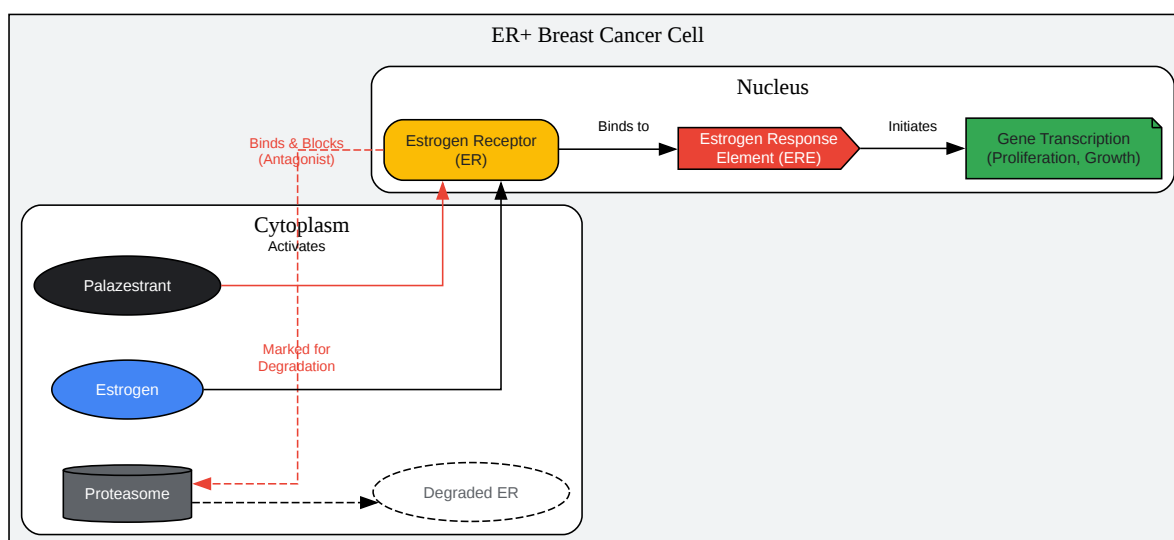 ER+ Breast Cancer Cell
Nucleus
Binds & Blocks
(Antagonist)
Estrogen Receptor
(ER)
Binds to
Estrogen Response
Element (ERE)
Initiates
Gene Transcription
(Proliferation, Growth)
Cytoplasm
Activates
Palazestrant
Marked for
Degradation
Estrogen
Proteasome
Degraded ER